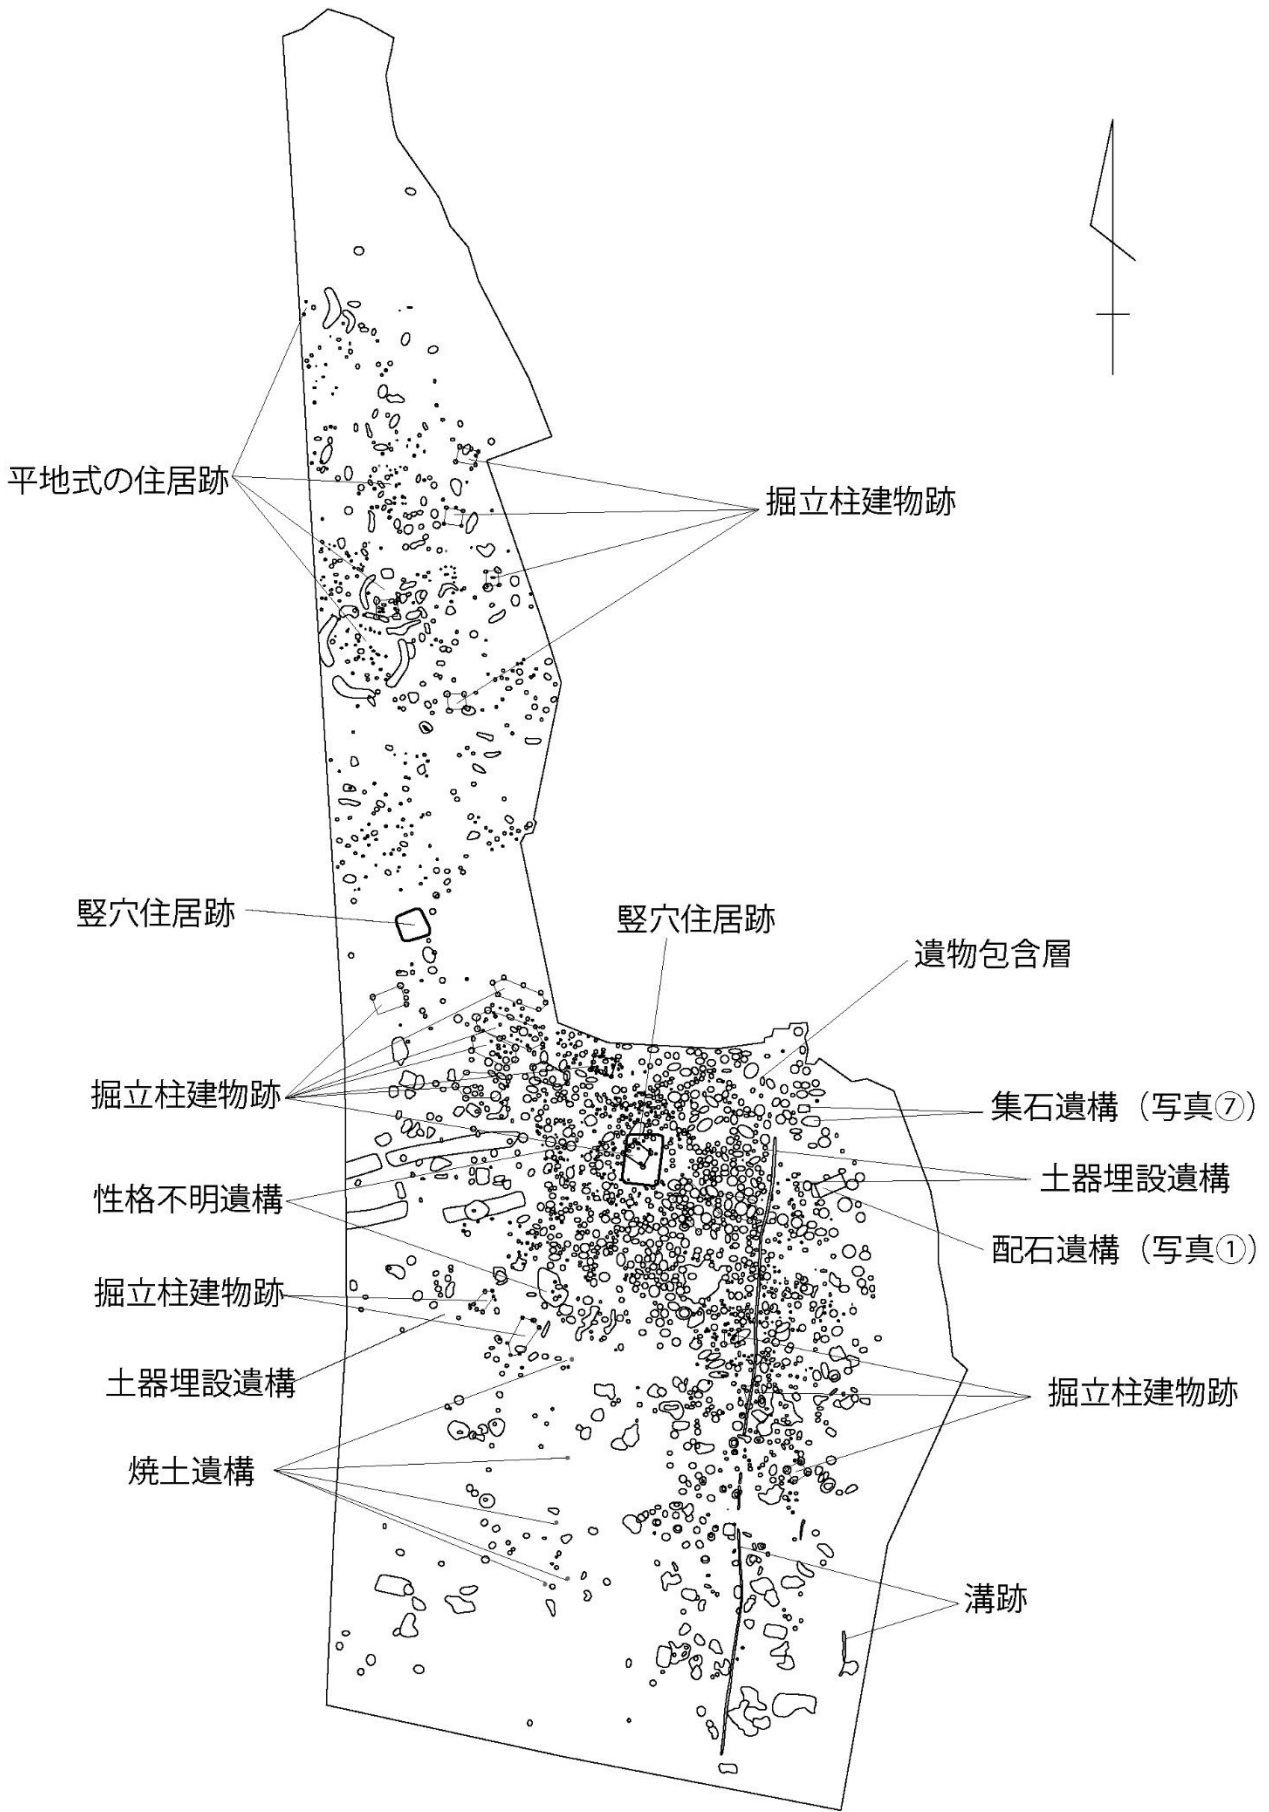 平地式の住居跡
掘立柱建物跡
竪穴住居跡
竪穴住居跡
遺物包含層
掘立柱建物跡
集石遺構（写真⑦）
土器埋設遺構
性格不明遺構
配石遺構（写真①）
掘立柱建物跡
土器埋設遺構
掘立柱建物跡
焼土遺構
溝跡